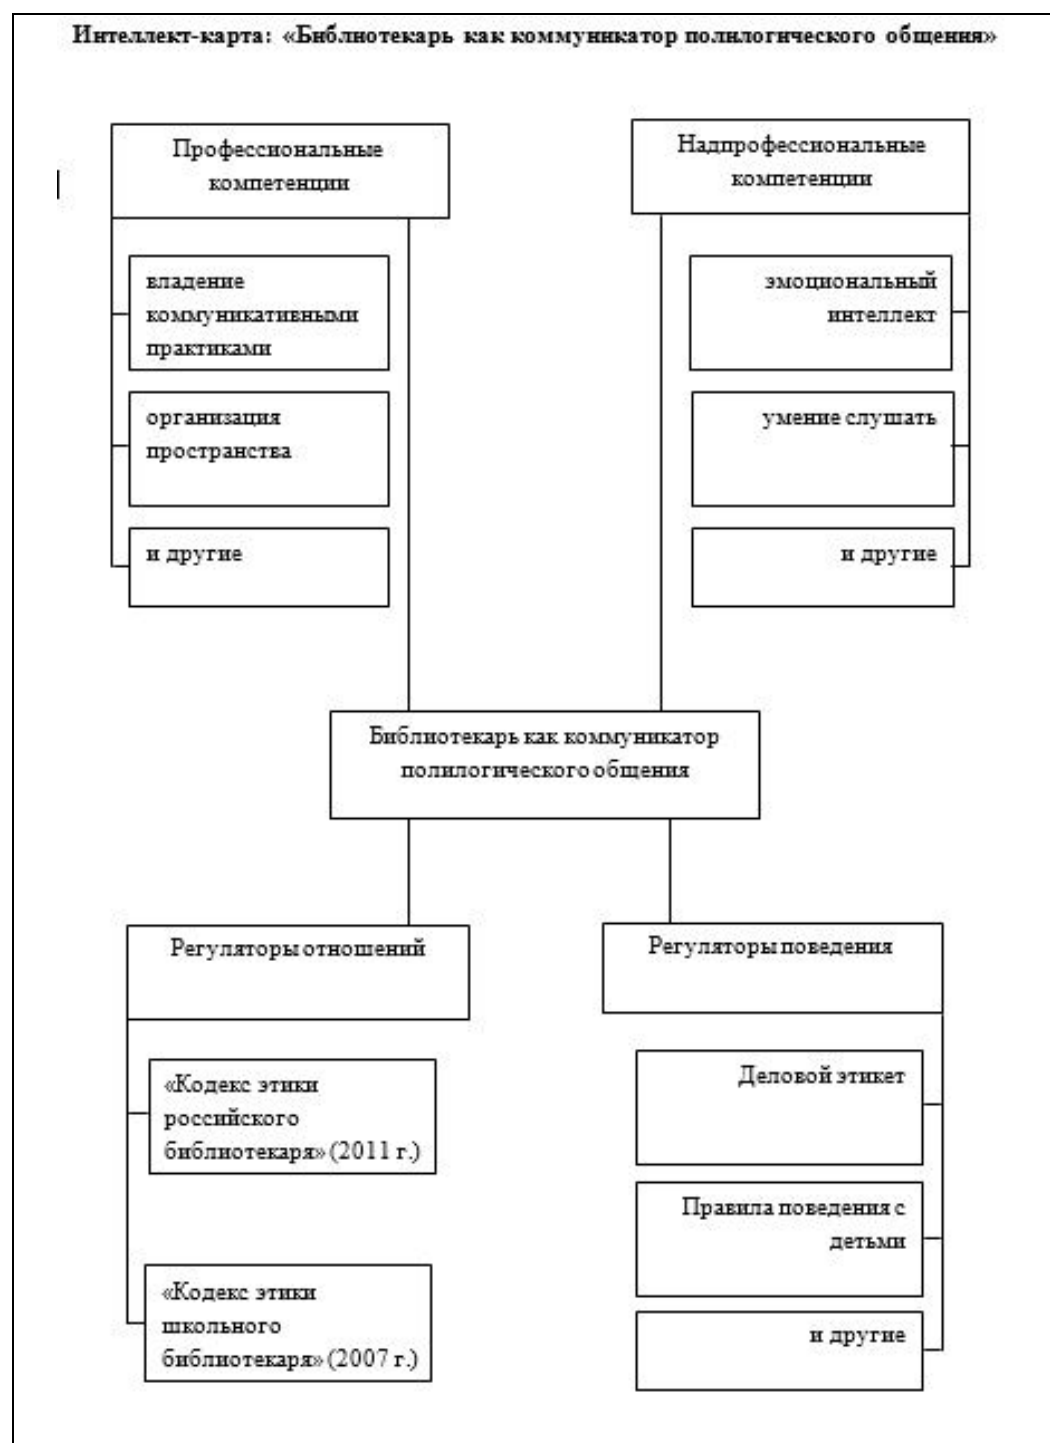 Интеллект-карта: «Библиотекарь как коммуникатор полилогического общения»
Профессиональные
компетенции
Надпрофессиональные
компетенции
владение
коммуникативными
практиками
эмоциональный
интеллект
организация
пространства
умение слушать
и другие
и другие
Библиотекарь как коммуникатор
полилогического общения
Регуляторы отношений
Регуляторы поведения
«Кодекс этики
российского
библиотекаря» (2011 г.)
Деловой этикет
Правила поведения с
детьми
«Кодекс этики
школьного
библиотекаря» (2007 г.)
и другие